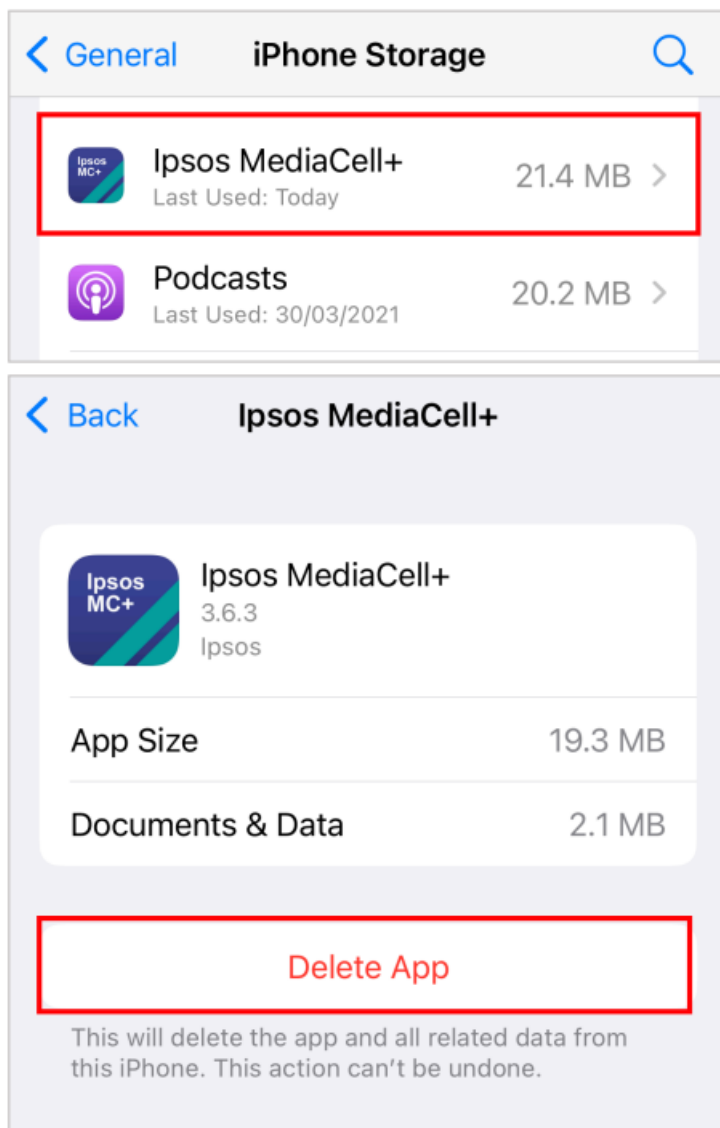 General iPhone Storage
Ipsos MC+
Ipsos MediaCell+
21.4 MB
Last Used: Today
Podcasts
20.2 MB
Last Used: 30/03/2021
Back Ipsos MediaCell+
Ipsos
MC+
Ipsos MediaCell+
3.6.3
Ipsos
App Size 19.3 MB
Documents & Data 2.1 MB
Delete App
This will delete the app and all related data from
this iPhone. This action can’t be undone.